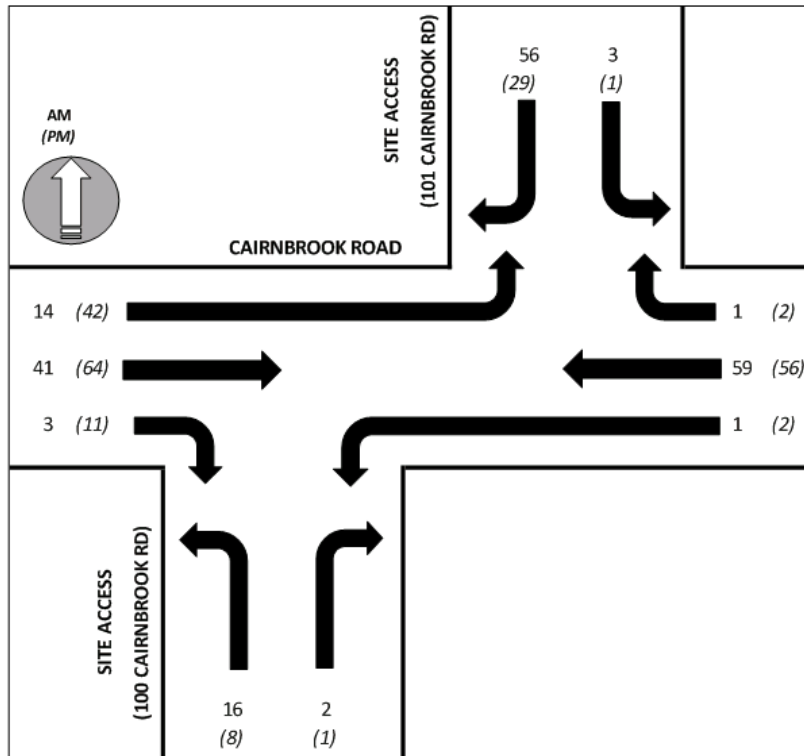 56 3
(29) (1)
AM
(PM)
SITE ACCESS
(101 CAIRNBROOK RD)
CAIRNBROOK ROAD
14 (42)
1 (2)
41 (64)
59 (56)
3 (11)
1 (2)
SITE ACCESS
(100 CAIRNBROOK RD)
16 2
(8) (1)